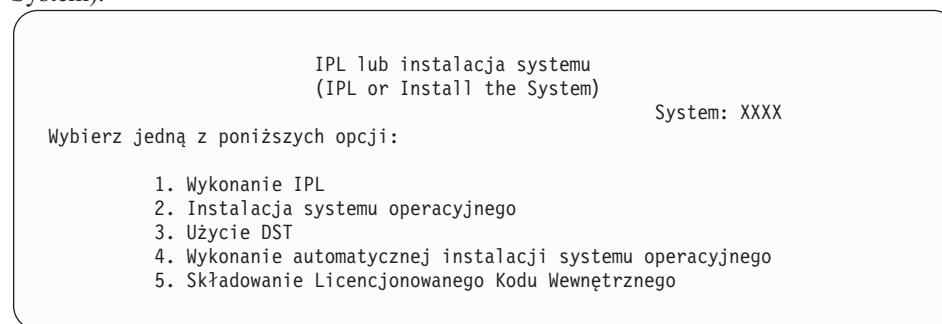 System).
IPL lub instalacja systemu
(IPL or Install the System)
System: XXXX
Wybierz jedną z poniższych opcji:
1. Wykonanie IPL
2. Instalacja systemu operacyjnego
3. Użycie DST
4. Wykonanie automatycznej instalacji systemu operacyjnego
5. Składowanie Licencjonowanego Kodu Wewnętrznego